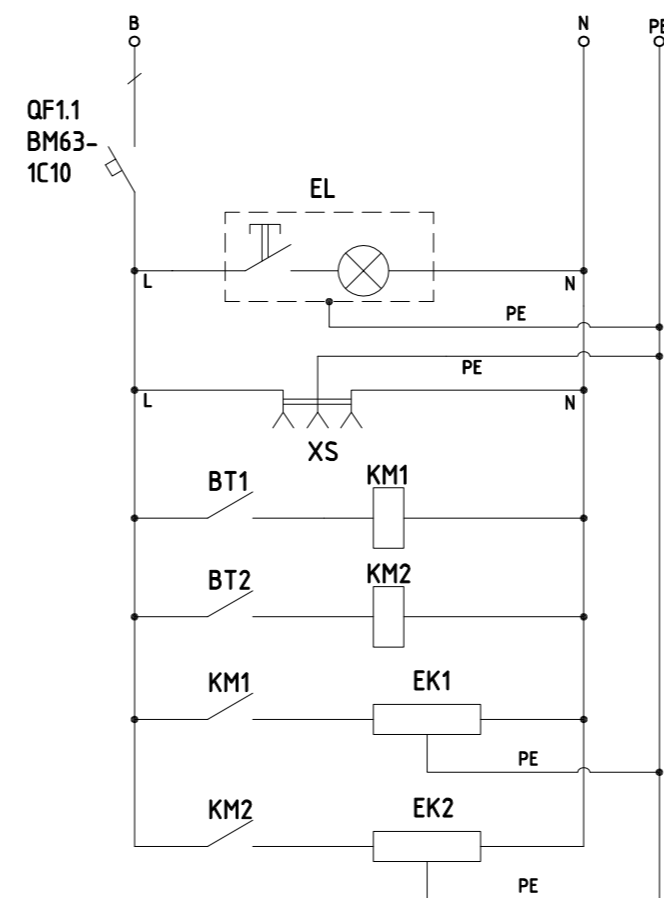 B N PE
QF1.1
BM63-
1C10
EL
L N
PE
PE
L N
XS
BT1 KM1
BT2 KM2
KM1 EK1
PE
KM2 EK2
PE